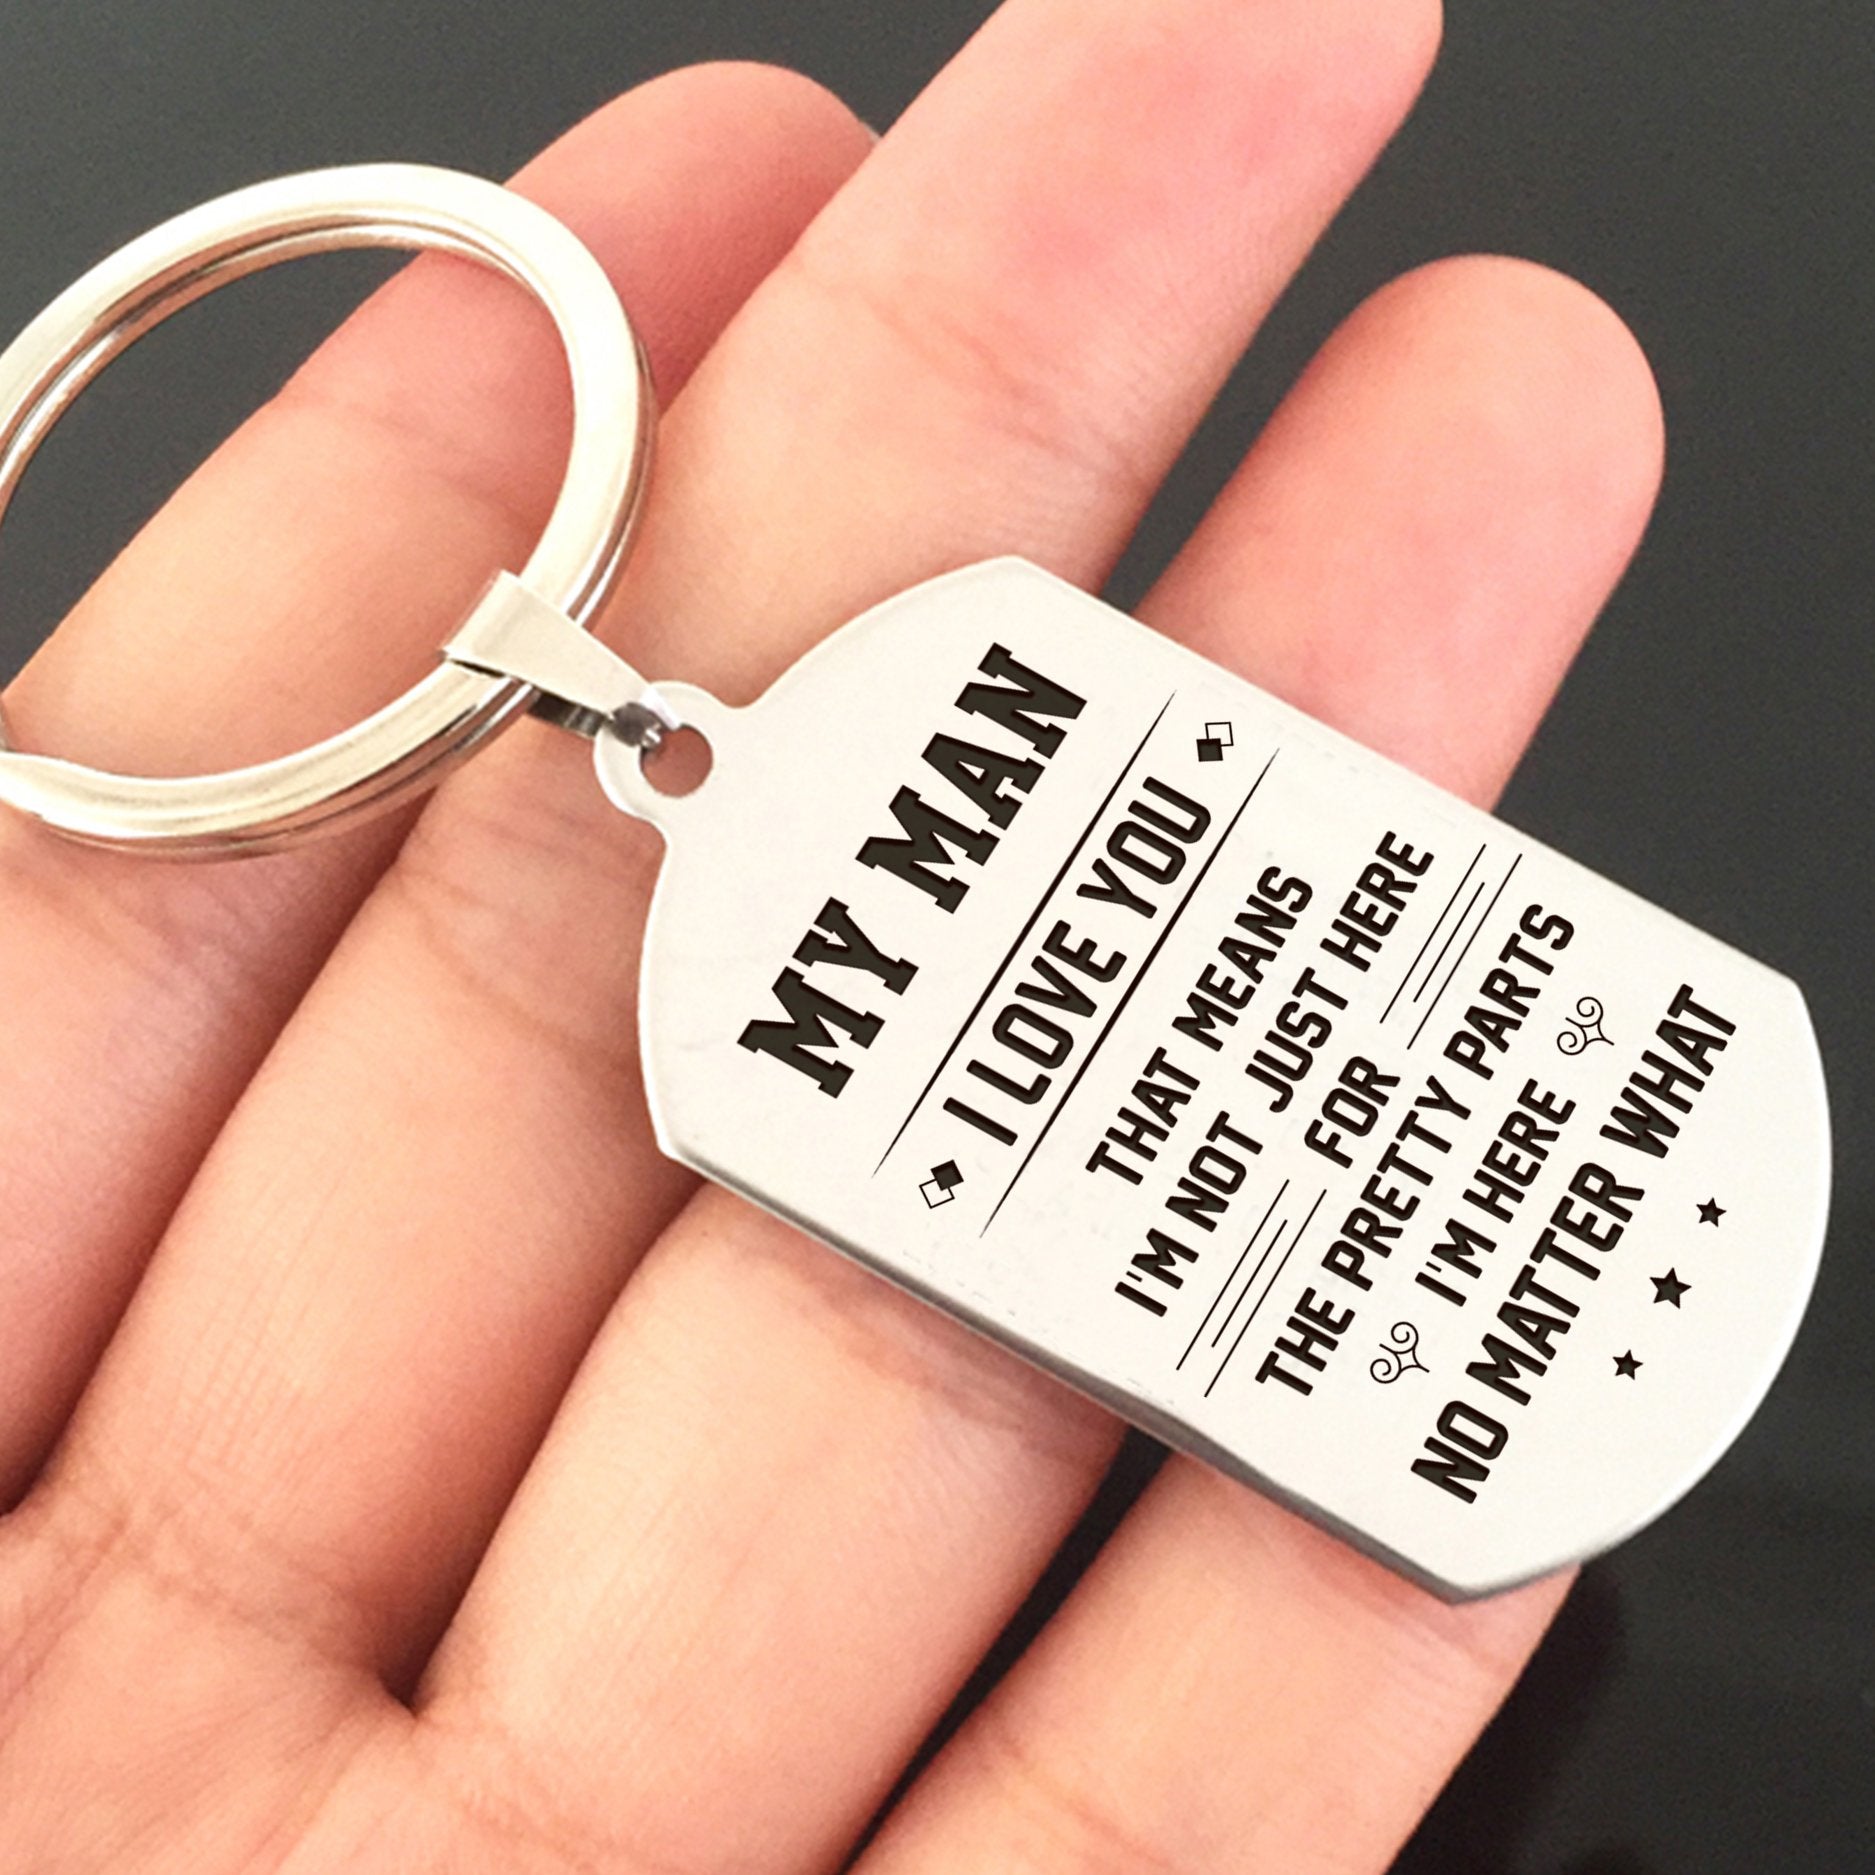 MY MAN
I LOVE YOU
THAT MEANS
I'M NOT JUST HERE
FOR
THE PRETTY PARTS
I'M HERE
NO MATTER WHAT